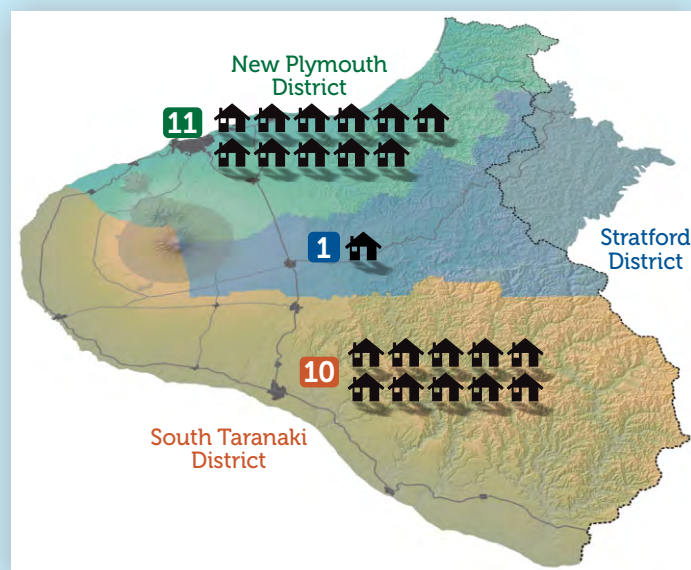 New Plymouth
District
11
1
Stratford
District
10
South Taranaki
District